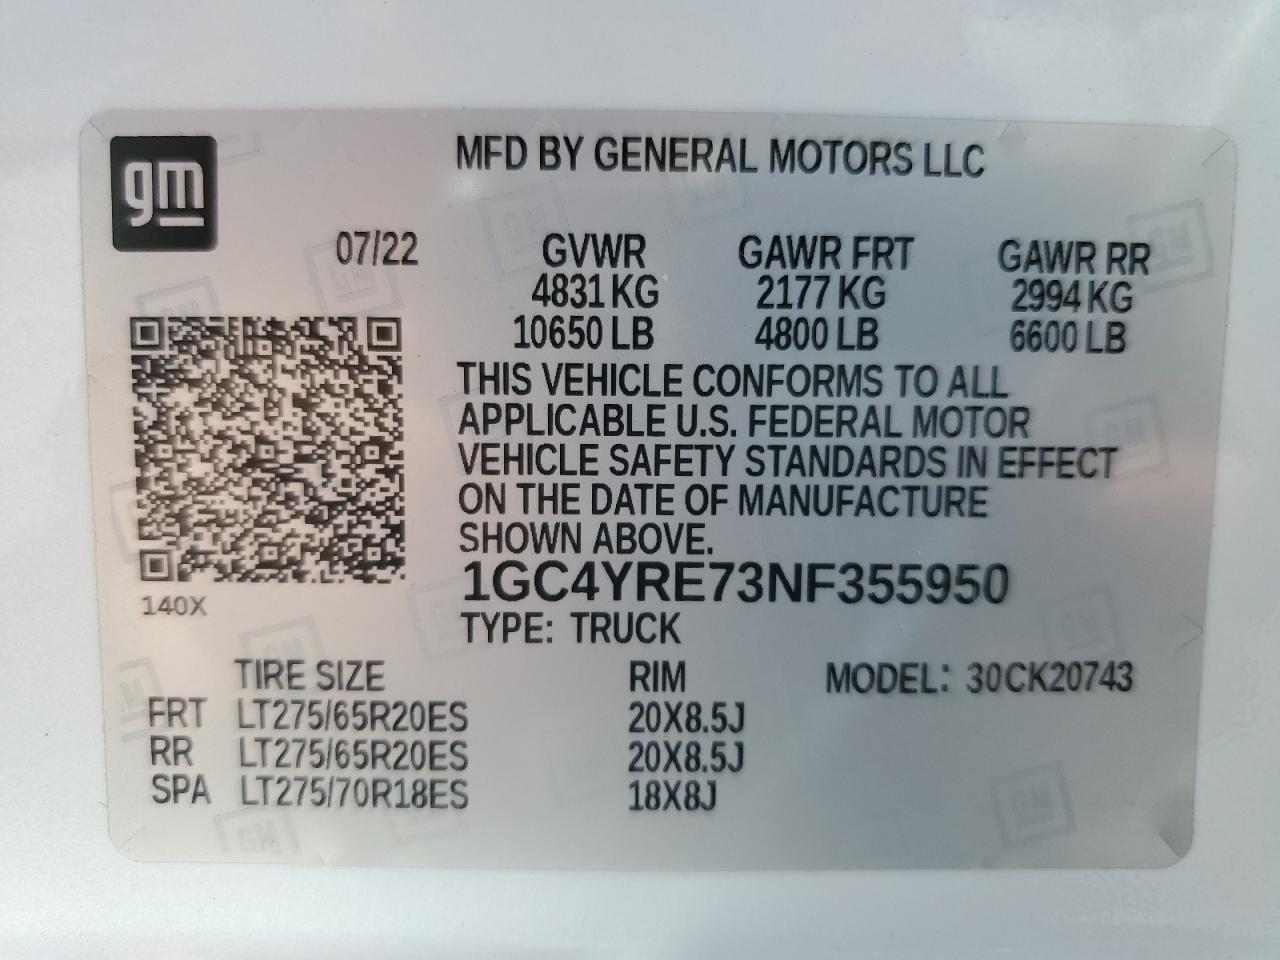 gm
MFD BY GENERAL MOTORS LLC
07/22 GVWR GAWR FRT GAWR RR
4831 KG 2177 KG 2994 KG
10650 LB 4800 LB 6600 LB
THIS VEHICLE CONFORMS TO ALL
APPLICABLE U.S. FEDERAL MOTOR
VEHICLE SAFETY STANDARDS IN EFFECT
ON THE DATE OF MANUFACTURE
SHOWN ABOVE.
1GC4YRE73NF355950
140X
TYPE: TRUCK
TIRE SIZE RIM MODEL: 30CK20743
FRT LT275/65R20ES 20X8.5J
RR LT275/65R20ES 20X8.5J
SPA LT275/70R18ES 18X8J